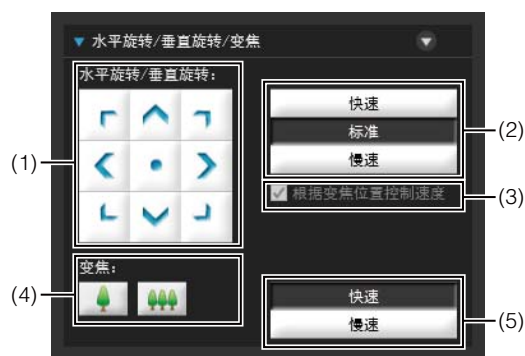 水平旋转/垂直旋转/变焦
水平旋转/垂直旋转:
快速
标准
慢速
根据变焦位置控制速度
变焦:
快速
慢速
(1)
(2)
(3)
(4)
(5)